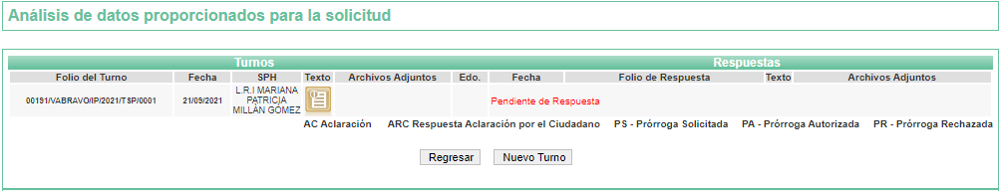 Análisis de datos proporcionados para la solicitud
Turnos Respuestas
Folio del Turno Fecha SPH Texto Archivos Adjuntos Edo. Fecha Folio de Respuesta Texto Archivos Adjuntos
00191/VABRAVO/IP/2021/TSP/0001 21/09/2021 L.R.I MARIANA
PATRICIA
MILLÁN GÓMEZ
Pendiente de Respuesta
AC Aclaración ARC Respuesta Aclaración por el Ciudadano PS - Prórroga Solicitada PA - Prórroga Autorizada PR - Prórroga Rechazada
Regresar Nuevo Turno